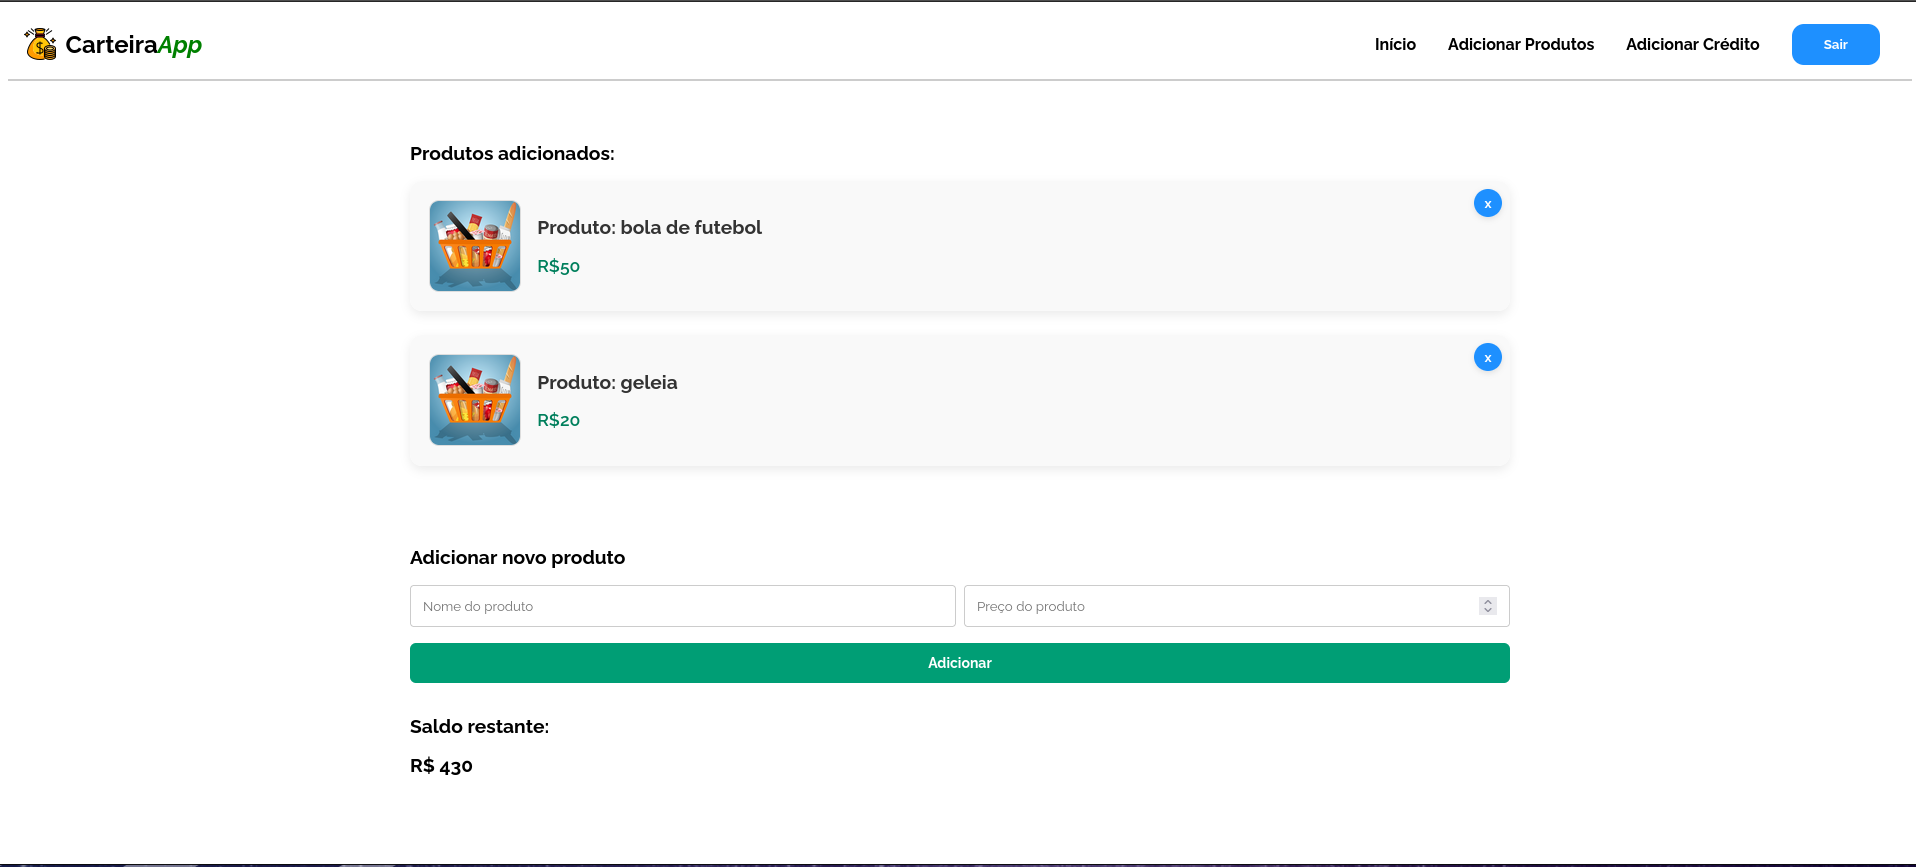 CarteiraApp
Início
Adicionar Produtos
Adicionar Crédito
Sair
Produtos adicionados:
Produto: bola de futebol
R$50
x
Produto: geleia
R$20
x
Adicionar novo produto
Nome do produto
Preço do produto
Adicionar
Saldo restante:
R$ 430